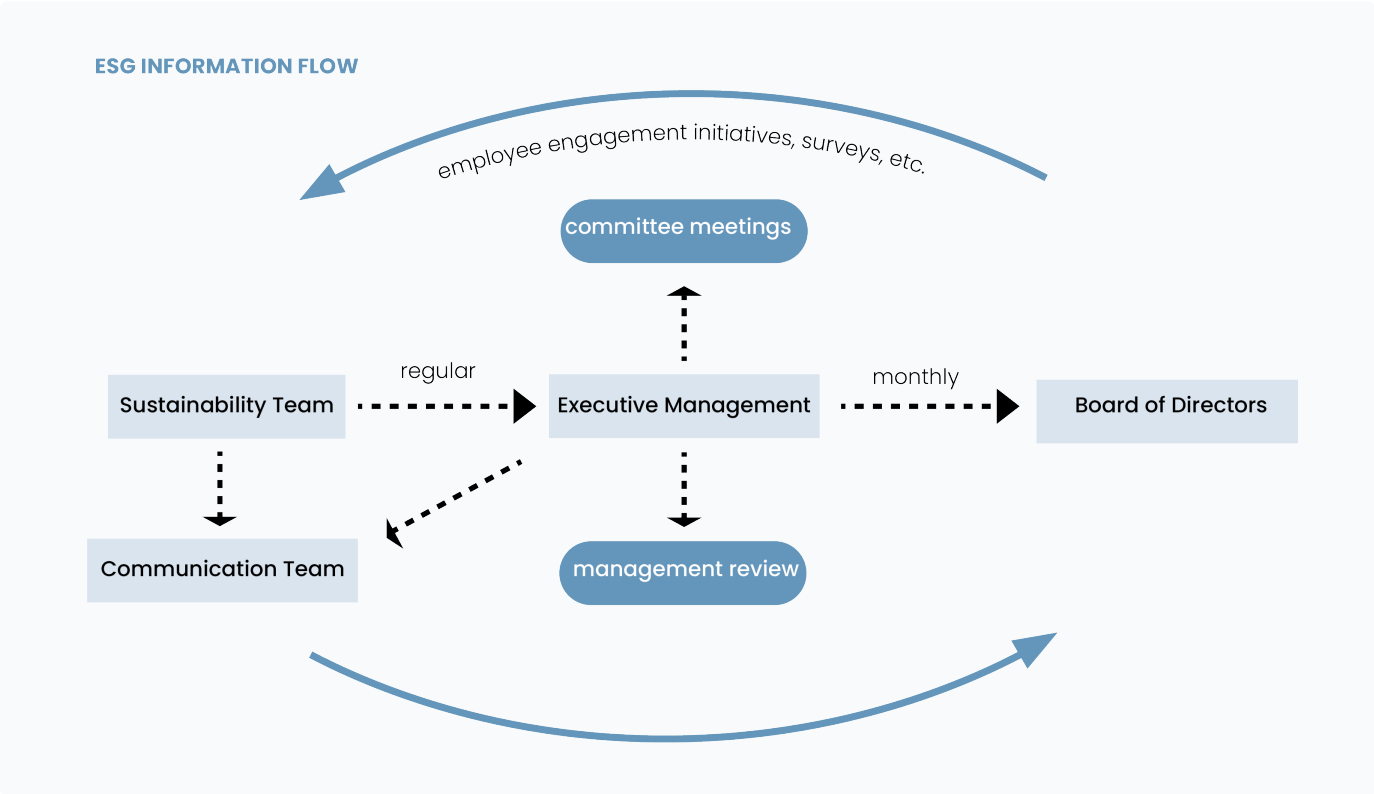 ESG INFORMATION FLOW
employee engagement initiatives, surveys, etc.
committee meetings
regular
monthly
Sustainability Team
Executive Management
Board of Directors
Communication Team
management review